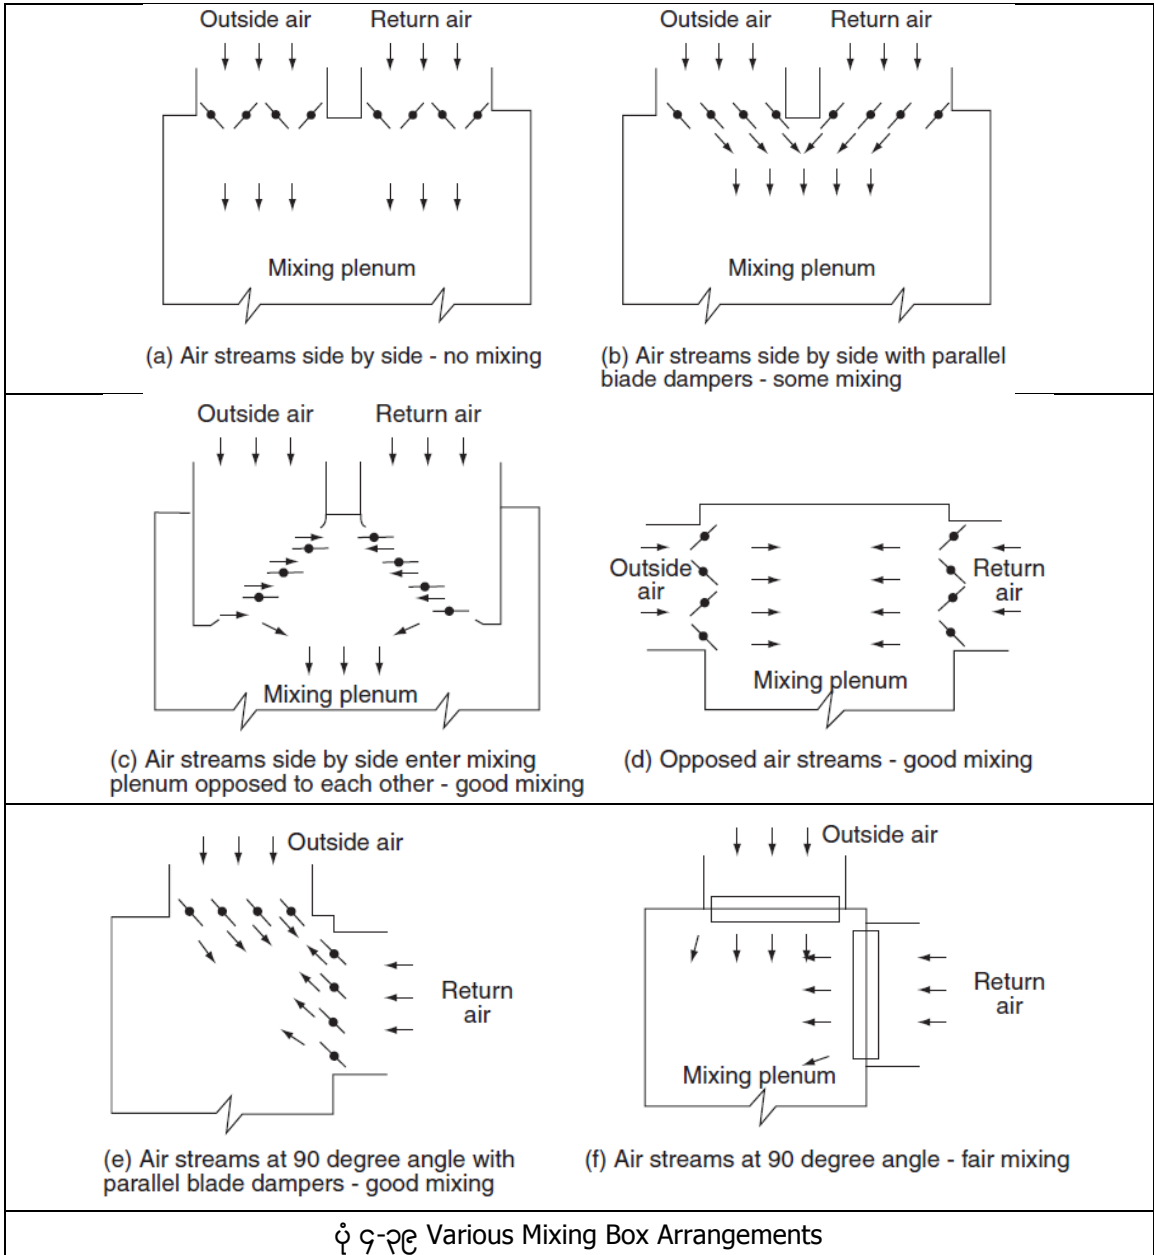 Outside air
Return air
Outside air
Return air
Mixing plenum
Mixing plenum
(a) Air streams side by side - no mixing
(b) Air streams side by side with parallel
biade dampers - some mixing
Outside air
Return air
Outside
air
Return
air
Mixing plenum
Mixing plenum
(c) Air streams side by side enter mixing
plenum opposed to each other - good mixing
(d) Opposed air streams - good mixing
Outside air
Return
air
Outside air
Return
air
Mixing plenum
(e) Air streams at 90 degree angle with
parallel blade dampers - good mixing
(f) Air streams at 90 degree angle - fair mixing
ပုံ ၄-၃၉ Various Mixing Box Arrangements